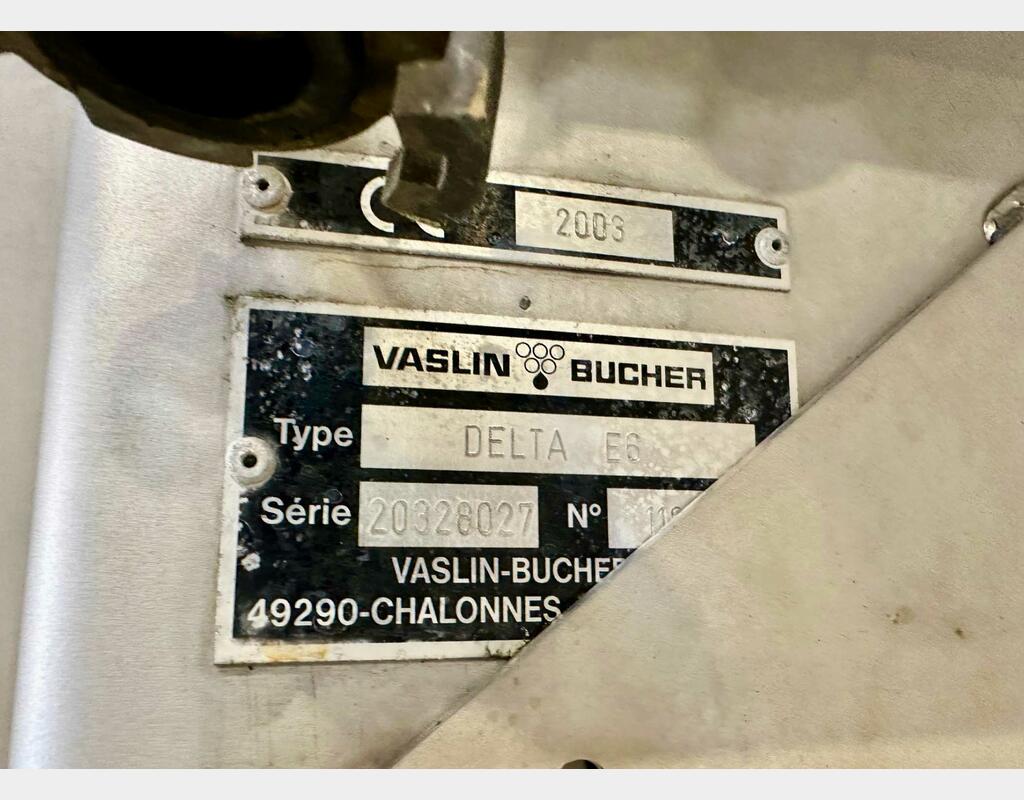 2003
VASLIN BUCHER
Type DELTA E6
Série 20328027 N°
VASLIN-BUCHER
49290-CHALONNES